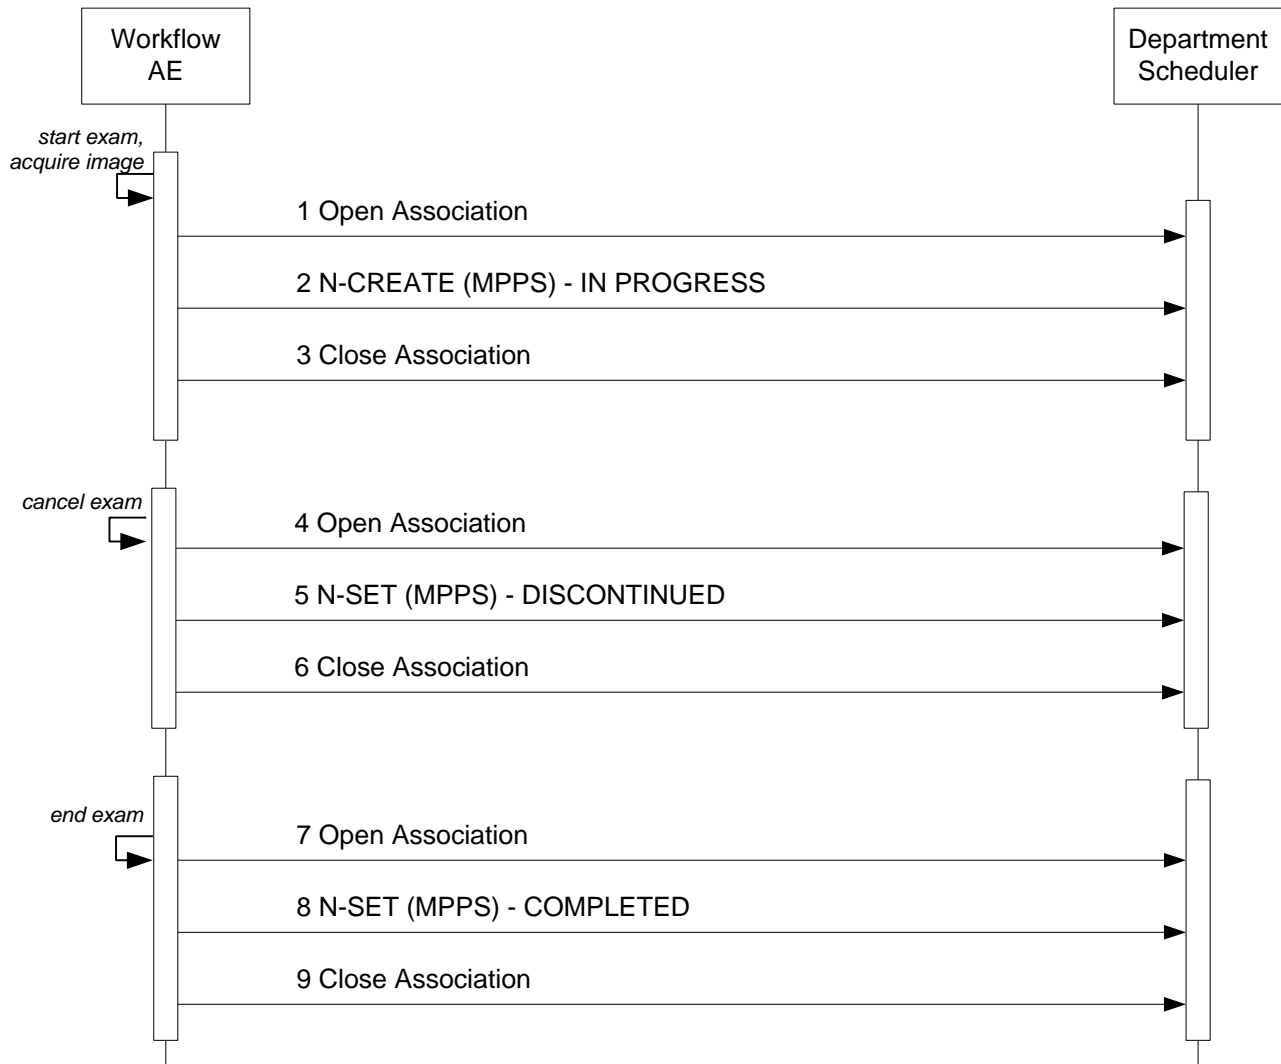 Workflow
AE
Department
Scheduler
start exam,
acquire image
1 Open Association
2 N-CREATE (MPPS) - IN PROGRESS
3 Close Association
cancel exam
4 Open Association
5 N-SET (MPPS) - DISCONTINUED
6 Close Association
end exam
7 Open Association
8 N-SET (MPPS) - COMPLETED
9 Close Association